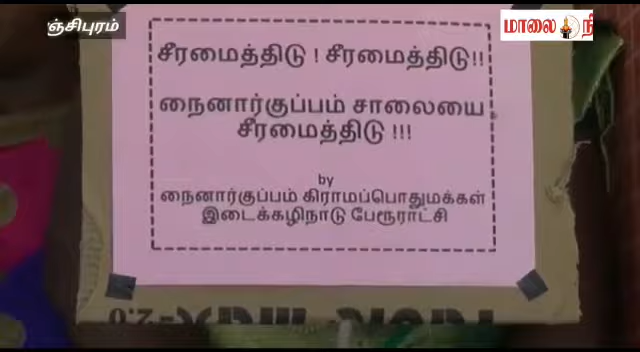 ஞ்சிபுரம்
மாலை நி
சீரமைத்திடு ! சீரமைத்திடு!!
நைனார்குப்பம் சாலையை
சீரமைத்திடு !!!
by
நைனார்குப்பம் கிராமப்பொதுமக்கள்
இடைக்கழிநாடு பேரூராட்சி